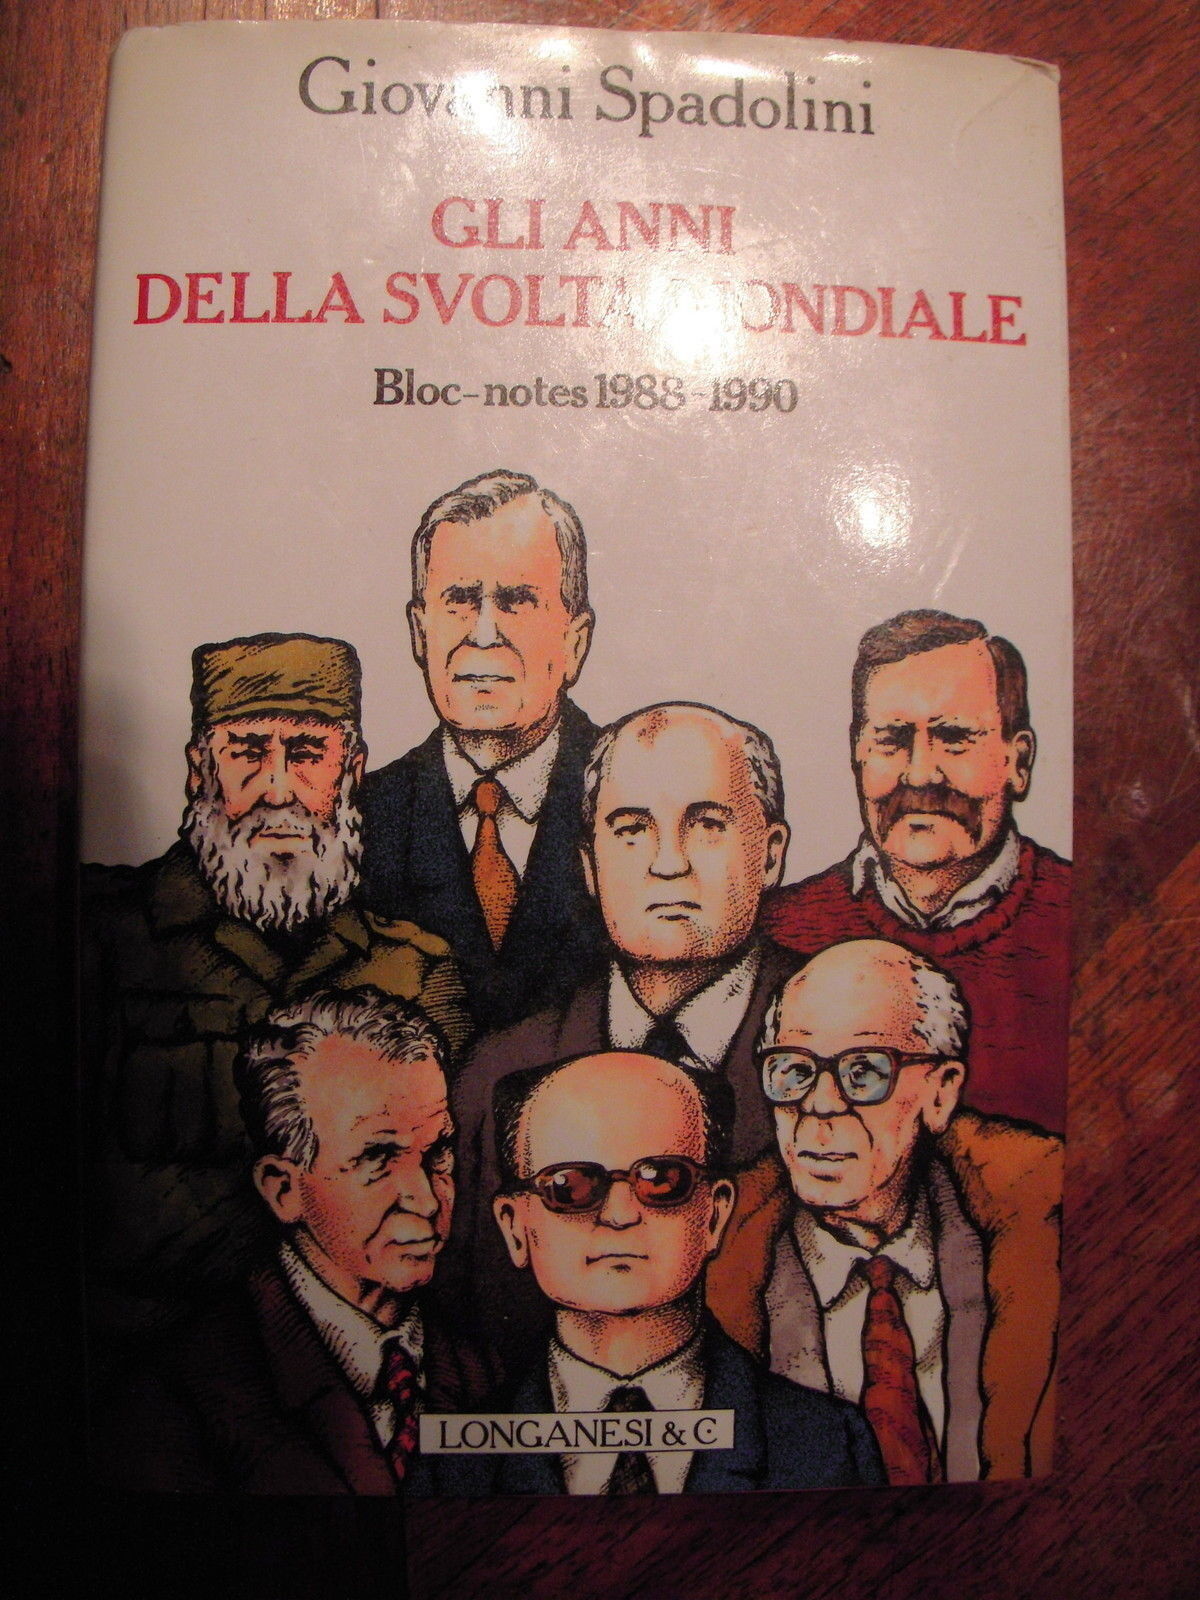 Giovanni Spadolini
GLI ANNI
DELLA SVOLTA MONDIALE
Bloc-notes 1988-1990
LONGANESI & C.